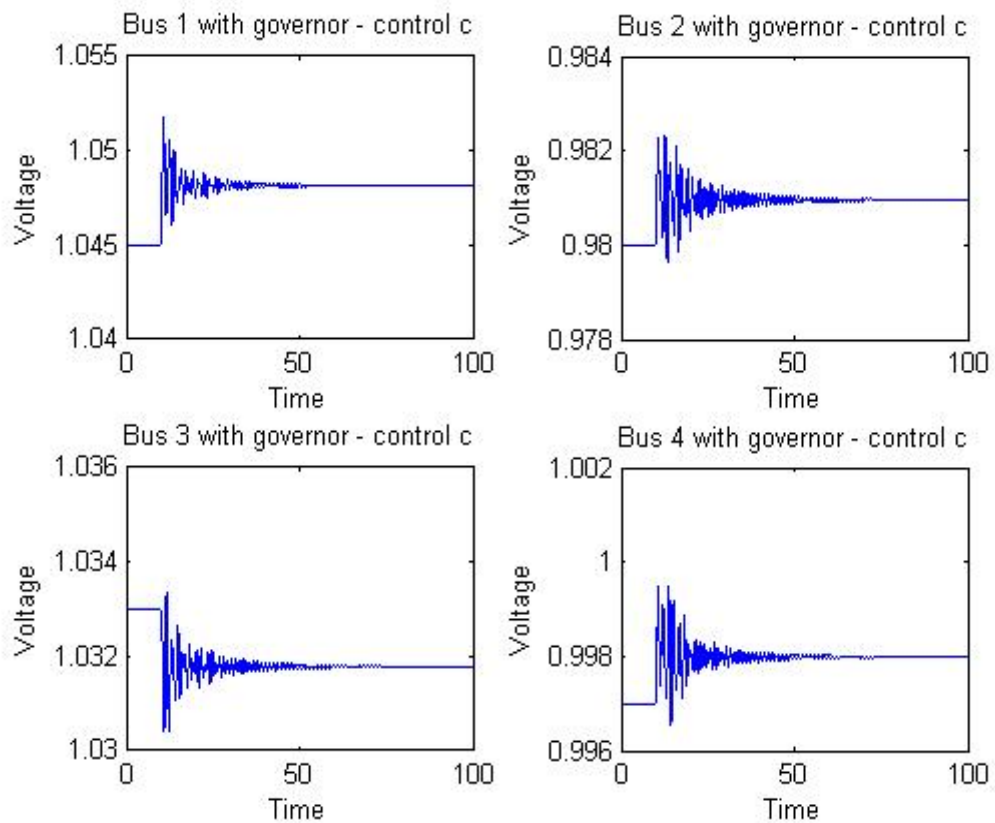 Bus 1 with governor - control c
1.055
1.05
1.045
1.04
Voltage
0
50
100
Time
Bus 2 with governor - control c
0.984
0.982
0.98
0.978
Voltage
0
50
100
Time
Bus 3 with governor - control c
1.036
1.034
1.032
1.03
Voltage
0
50
100
Time
Bus 4 with governor - control c
1.002
1
0.998
0.996
Voltage
0
50
100
Time